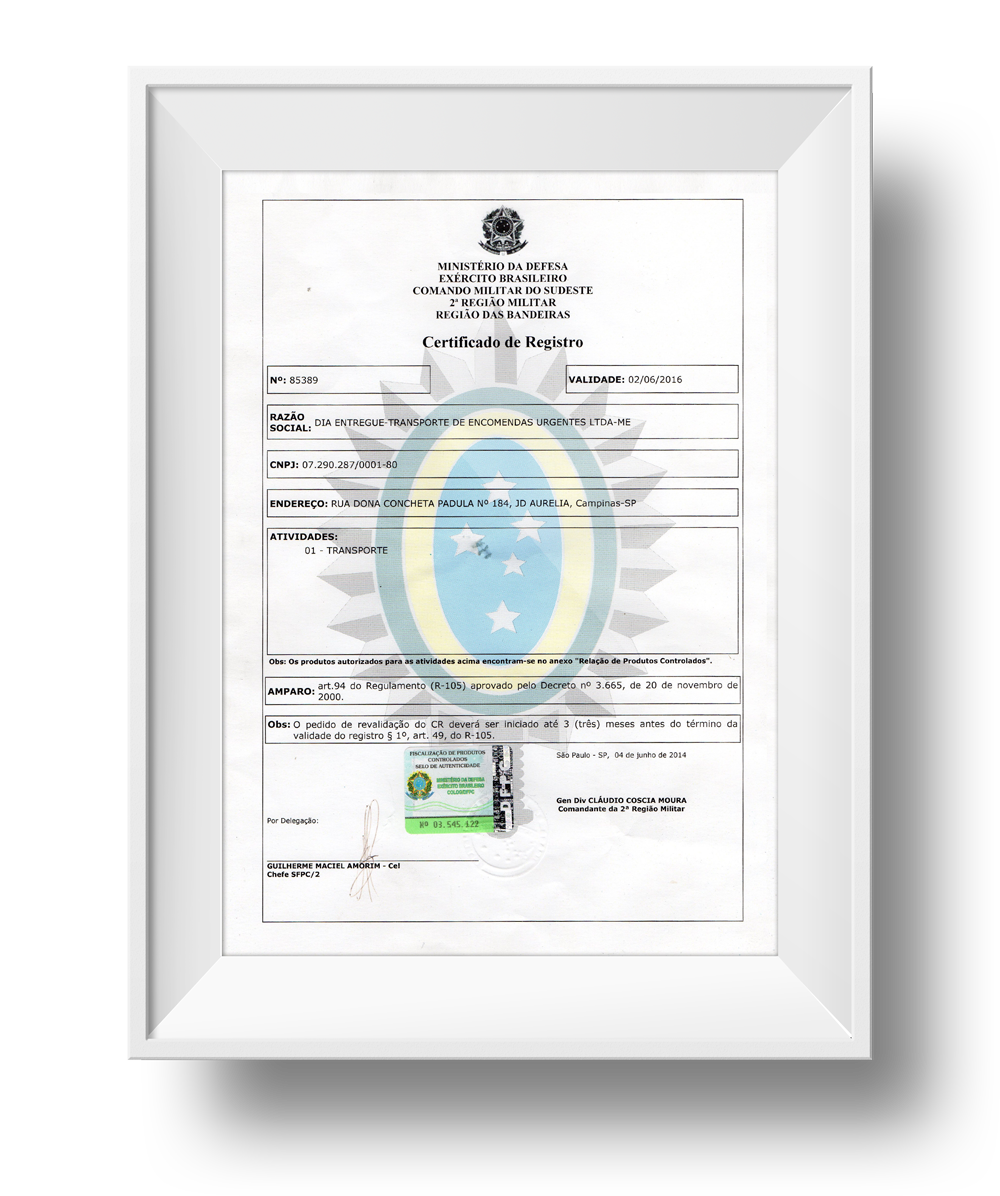 MINISTÉRIO DA DEFESA
EXÉRCITO BRASILEIRO
COMANDO MILITAR DO SUDESTE
2ª REGIÃO MILITAR
REGIÃO DAS BANDEIRAS
Certificado de Registro
Nº: 85389
VALIDADE: 02/06/2016
RAZÃO
SOCIAL: DIA ENTREGUE-TRANSPORTE DE ENCOMENDAS URGENTES LTDA-ME
CNPJ: 07.290.287/0001-80
ENDEREÇO: RUA DONA CONCHETA PADULA Nº 184, JD AURELIA, Campinas-SP
ATIVIDADES:
01 - TRANSPORTE
Obs: Os produtos autorizados para as atividades acima encontram-se no anexo "Relação de Produtos Controlados".
AMPARO: art.94 do Regulamento (R-105) aprovado pelo Decreto nº 3.665, de 20 de novembro de
2000.
Obs: O pedido de revalidação do CR deverá ser iniciado até 3 (três) meses antes do término da
validade do registro § 1º, art. 49, do R-105.
FISCALIZAÇÃO DE PRODUTOS
CONTROLADOS
SELO DE AUTENTICIDADE
MINISTÉRIO DA DEFESA
EXÉRCITO BRASILEIRO
Nº 03.545.122
São Paulo - SP, 04 de junho de 2014
Gen Div CLÁUDIO COSCIA MOURA
Comandante da 2ª Região Militar
Por Delegação:
GUILHERME MACIEL AMORIM - Cel
Chefe SFPC/2